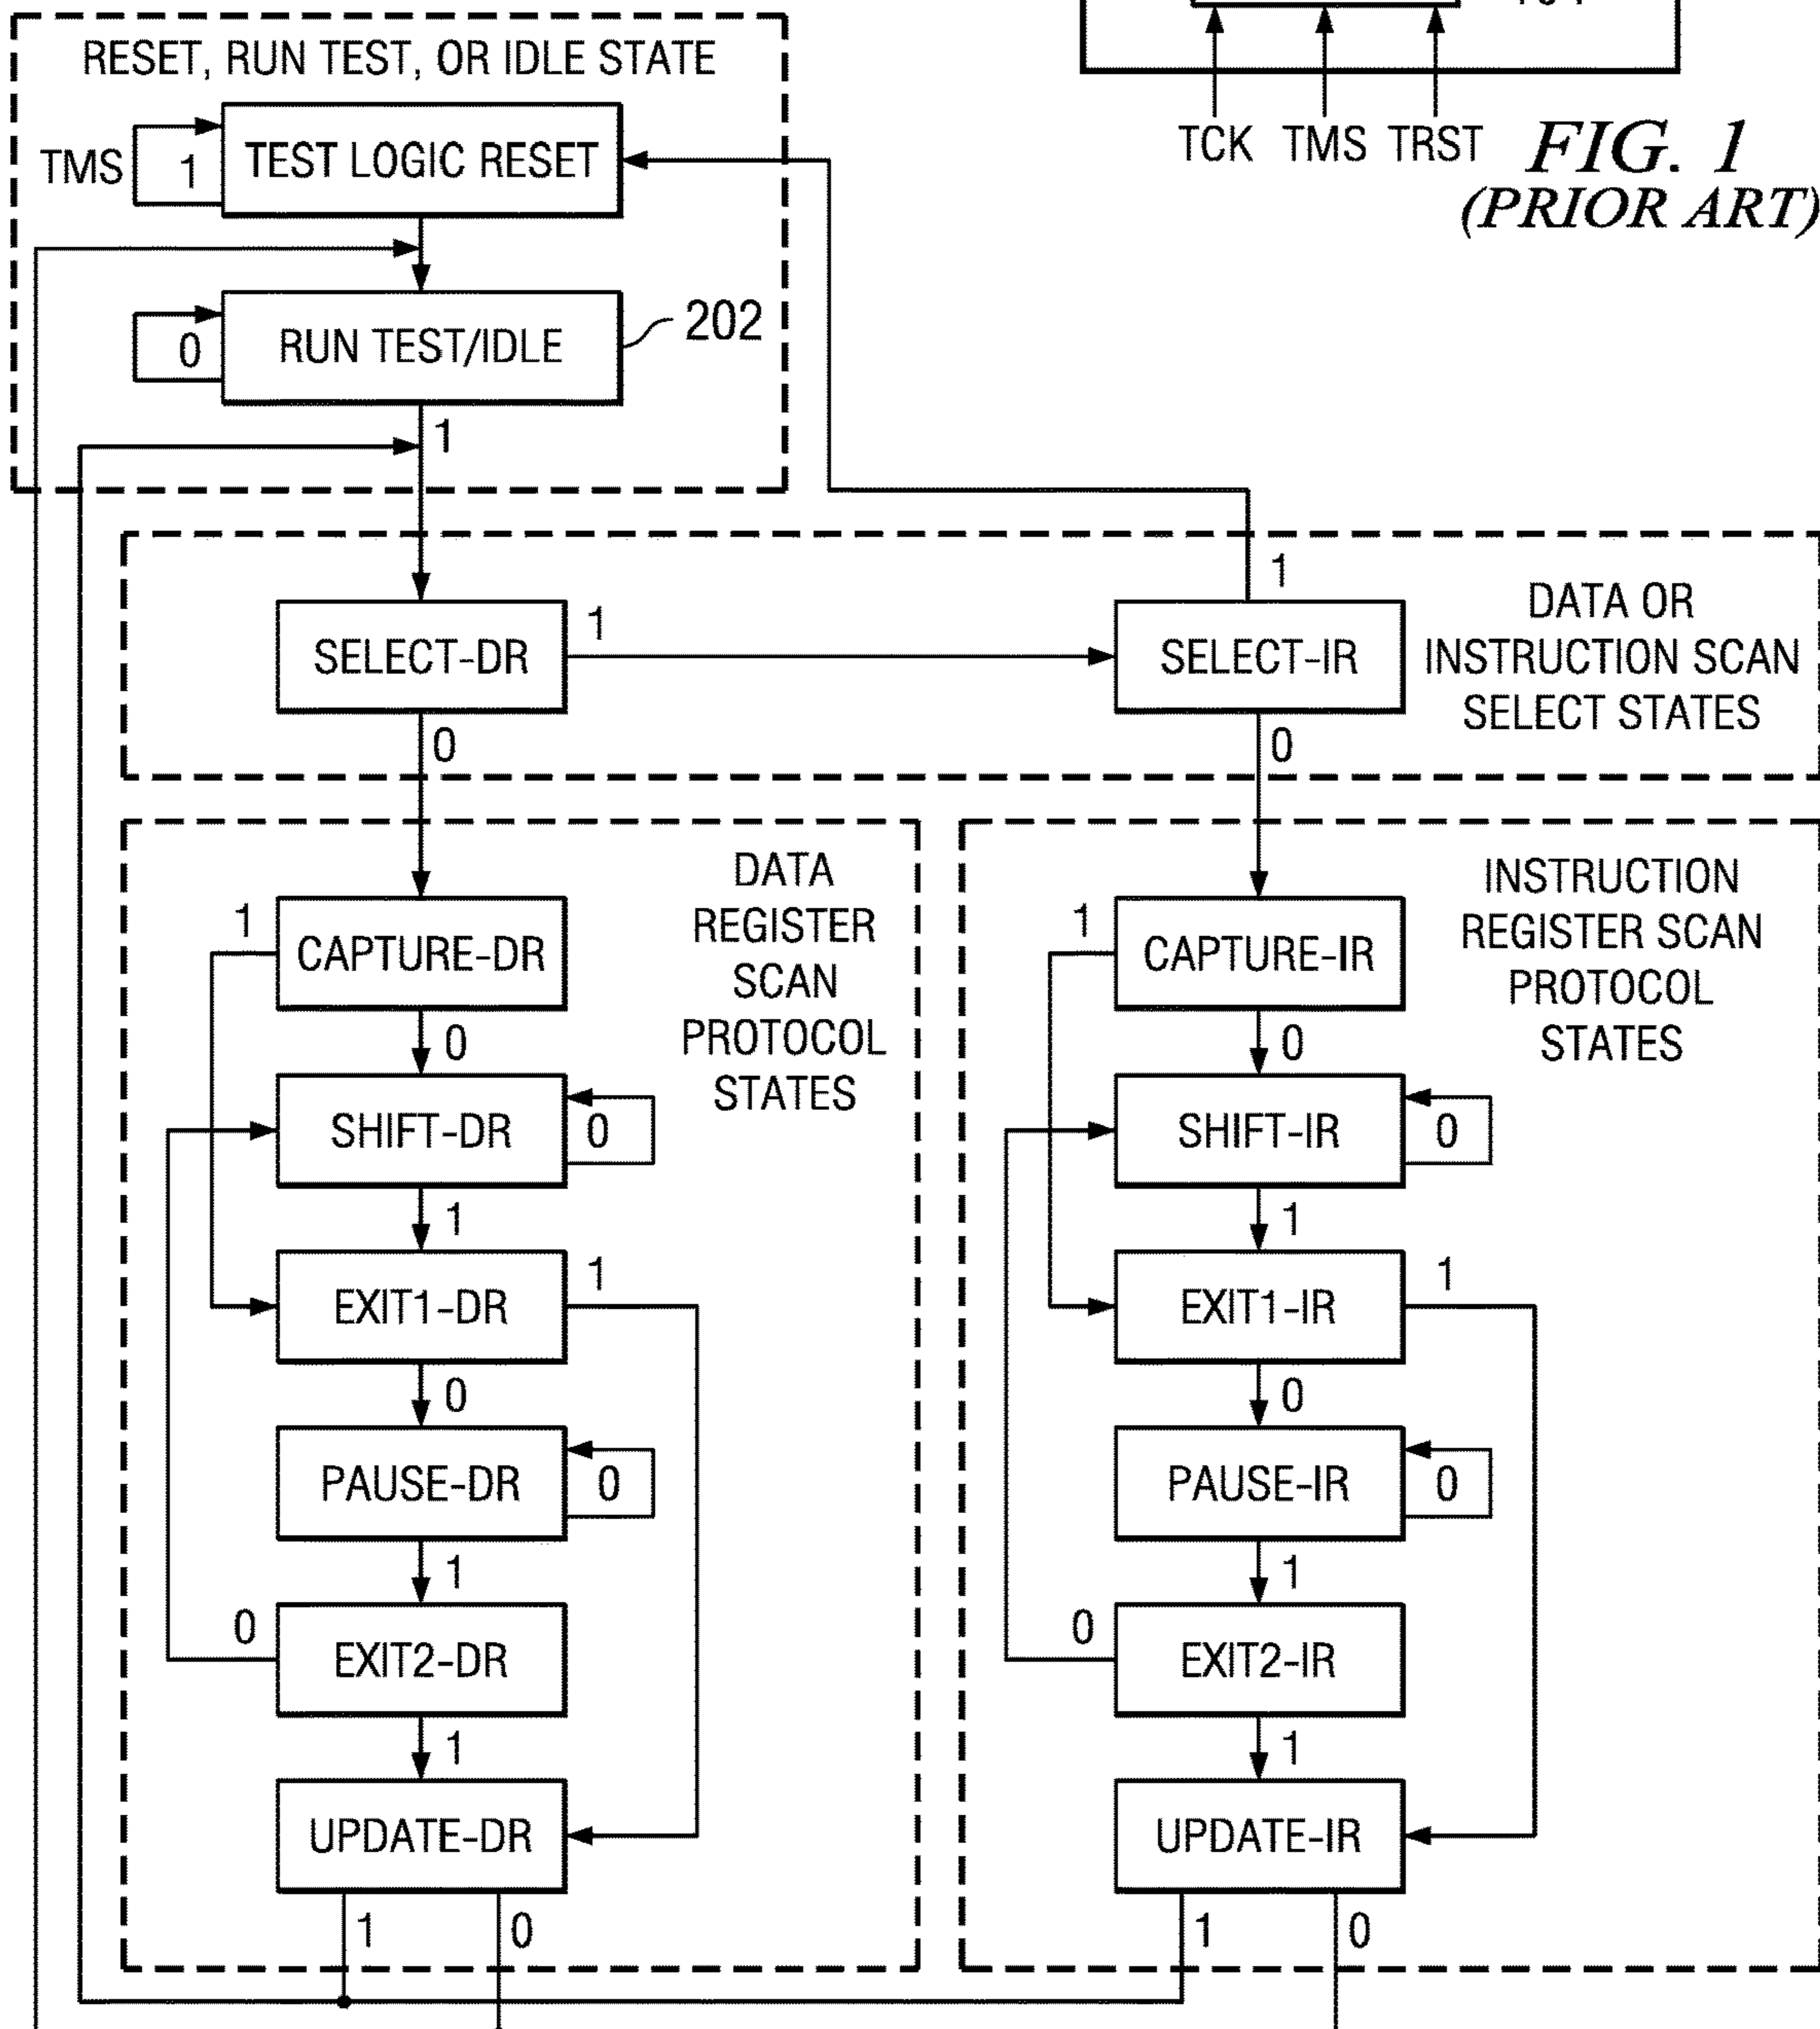 RESET, RUN TEST, OR IDLE STATE
TMS
1
TEST LOGIC RESET
TCK TMS TRST
FIG. 1
(PRIOR ART)
0
RUN TEST/IDLE
202
1
SELECT-DR
1
1
SELECT-IR
DATA OR
INSTRUCTION SCAN
SELECT STATES
0
0
1
CAPTURE-DR
DATA
REGISTER
SCAN
PROTOCOL
STATES
1
CAPTURE-IR
INSTRUCTION
REGISTER SCAN
PROTOCOL
STATES
0
0
SHIFT-DR
0
SHIFT-IR
0
1
1
EXIT1-DR
1
EXIT1-IR
1
0
0
PAUSE-DR
0
PAUSE-IR
0
1
1
0
EXIT2-DR
0
EXIT2-IR
1
1
UPDATE-DR
UPDATE-IR
1
0
1
0